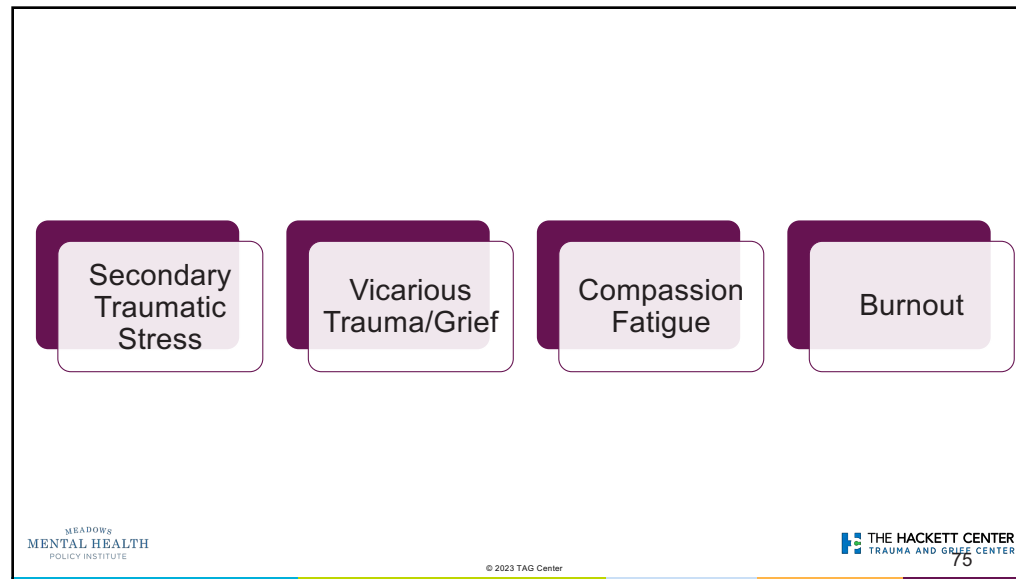 Secondary
Traumatic
Stress
Vicarious
Trauma/Grief
Compassion
Fatigue
Burnout
MEADOWS
MENTAL HEALTH
POLICY INSTITUTE
© 2023 TAG Center
THE HACKETT CENTER
TRAUMA AND GRIEF CENTER
75